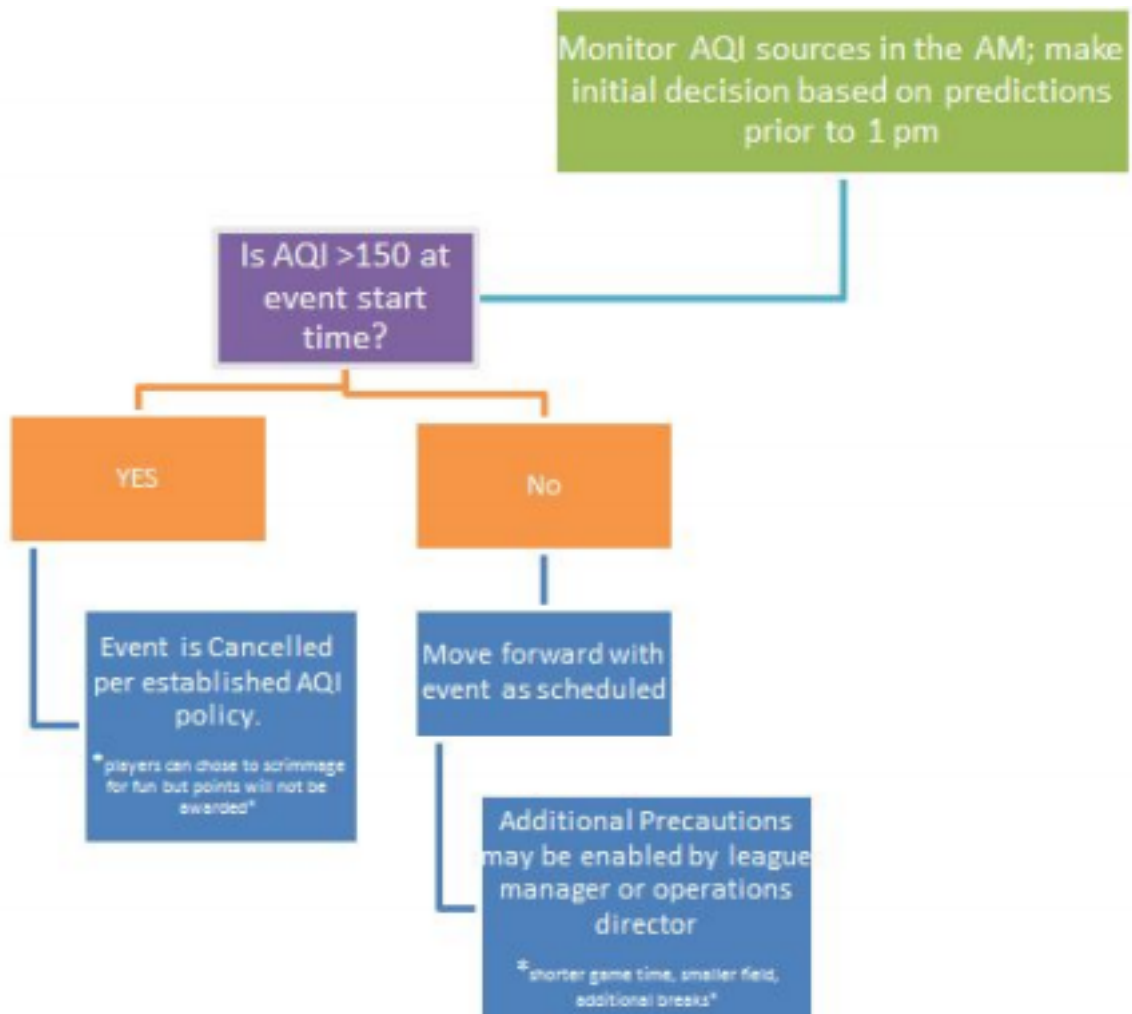 Monitor AQI sources in the AM; make
initial decision based on predictions
prior to 1 pm
Is AQI >150 at
event start
time?
YES
No
Event is Cancelled
per established AQI
policy.
*players can chose to scrimmage
for fun but points will not be
awarded*
Move forward with
event as scheduled
Additional Precautions
may be enabled by league
manager or operations
director
*shorter game time, smaller field,
additional breaks*